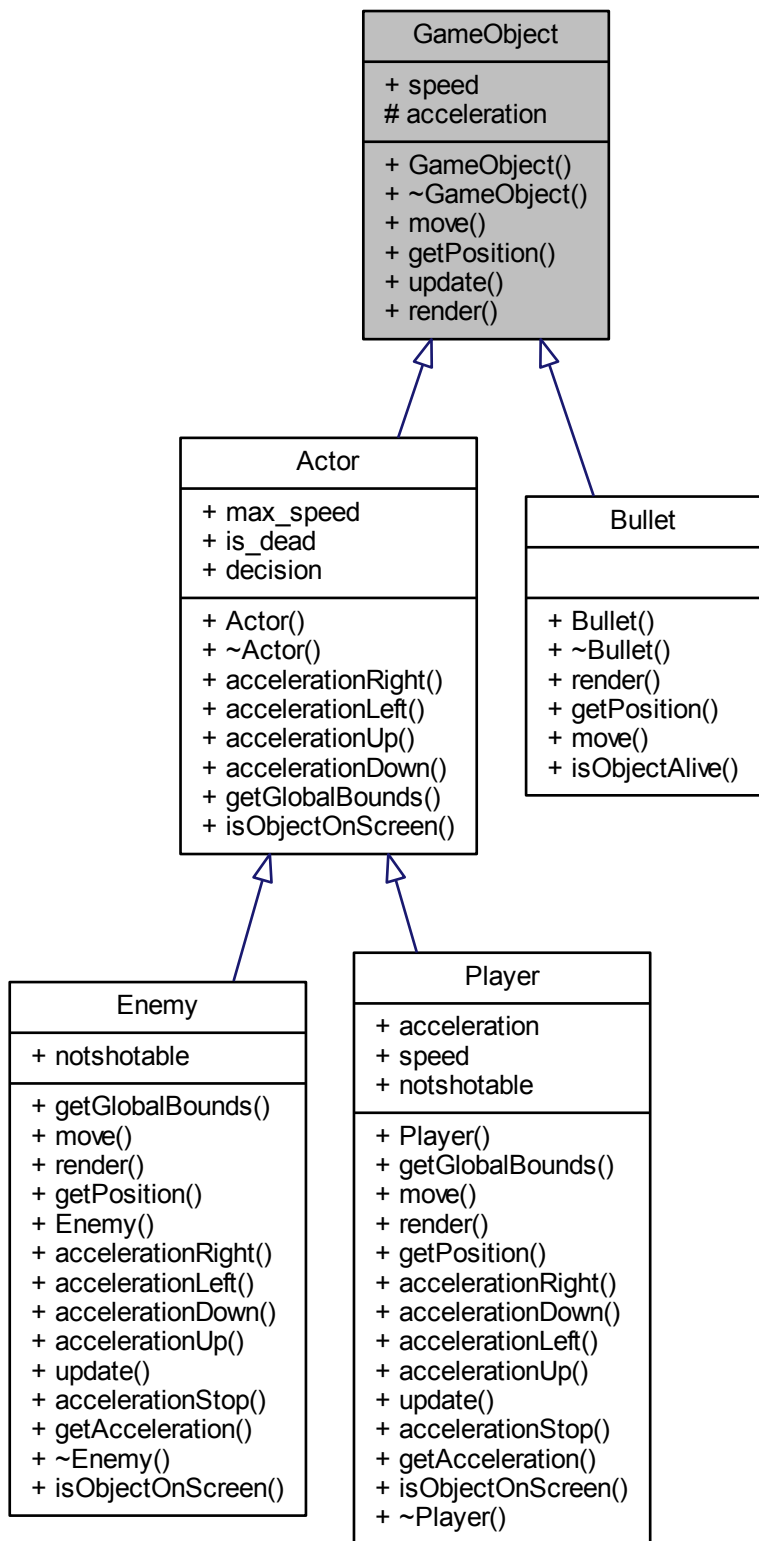 GameObject
+ speed
# acceleration
+ GameObject()
+ ~GameObject()
+ move()
+ getPosition()
+ update()
+ render()
Actor
+ max_speed
+ is_dead
+ decision
+ Actor()
+ ~Actor()
+ accelerationRight()
+ accelerationLeft()
+ accelerationUp()
+ accelerationDown()
+ getGlobalBounds()
+ isObjectOnScreen()
Bullet
+ Bullet()
+ ~Bullet()
+ render()
+ getPosition()
+ move()
+ isObjectAlive()
Enemy
+ notshotable
+ getGlobalBounds()
+ move()
+ render()
+ getPosition()
+ Enemy()
+ accelerationRight()
+ accelerationLeft()
+ accelerationDown()
+ accelerationUp()
+ update()
+ accelerationStop()
+ getAcceleration()
+ ~Enemy()
+ isObjectOnScreen()
Player
+ acceleration
+ speed
+ notshotable
+ Player()
+ getGlobalBounds()
+ move()
+ render()
+ getPosition()
+ accelerationRight()
+ accelerationDown()
+ accelerationLeft()
+ accelerationUp()
+ update()
+ accelerationStop()
+ getAcceleration()
+ isObjectOnScreen()
+ ~Player()